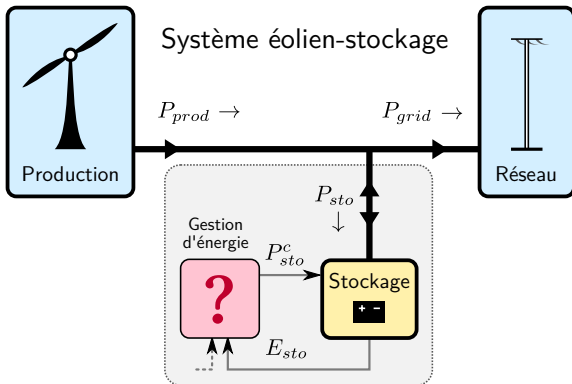 Système éolien-stockage
P_prod →
P_grid →
Production
Réseau
P_sto
↓
Gestion
d'énergie
P^c_sto
Stockage
?
+ −
E_sto